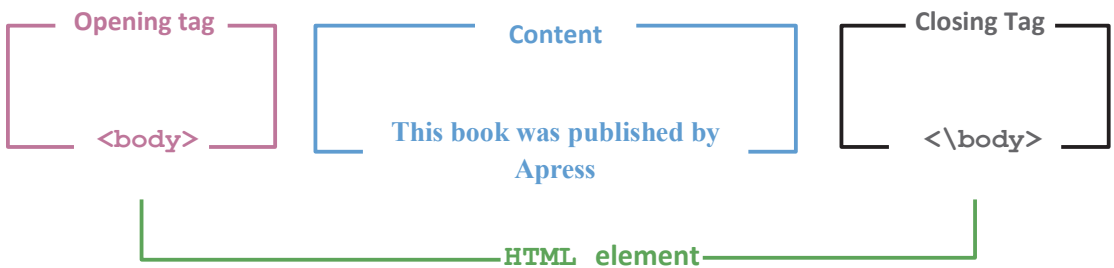 Opening tag
Content
Closing Tag
<body>
This book was published by
Apress
<\body>
HTML element